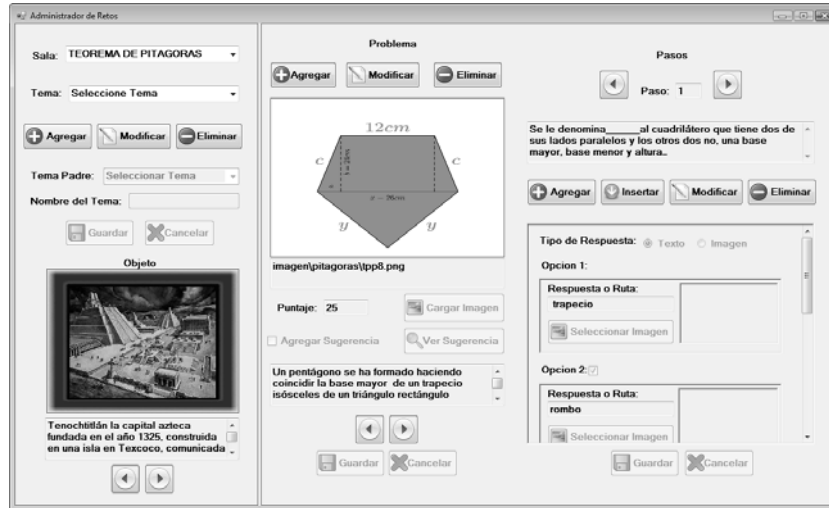 Administrador de Retos
Sala: TEOREMA DE PITAGORAS
Tema: Seleccione Tema
Agregar Modificar Eliminar
Tema Padre: Seleccionar Tema
Nombre del Tema:
Guardar Cancelar
Objeto
Tenochtitlán la capital azteca
fundada en el año 1325, construida
en una isla en Texcoco, comunicada
Problema
Agregar Modificar Eliminar
12cm
c c
x = 26cm
y y
imagen\pitagoras\tpp8.png
Puntaje: 25 Cargar Imagen
Agregar Sugerencia Ver Sugerencia
Un pentágono se ha formado haciendo
coincidir la base mayor de un trapecio
isósceles de un triángulo rectángulo
Guardar Cancelar
Pasos
Paso: 1
Se le denomina______al cuadrilátero que tiene dos de
sus lados paralelos y los otros dos no, una base
mayor, base menor y altura..
Agregar Insertar Modificar Eliminar
Tipo de Respuesta: Texto Imagen
Opcion 1:
Respuesta o Ruta:
trapecio
Seleccionar Imagen
Opcion 2:
Respuesta o Ruta:
rombo
Seleccionar Imagen
Guardar Cancelar